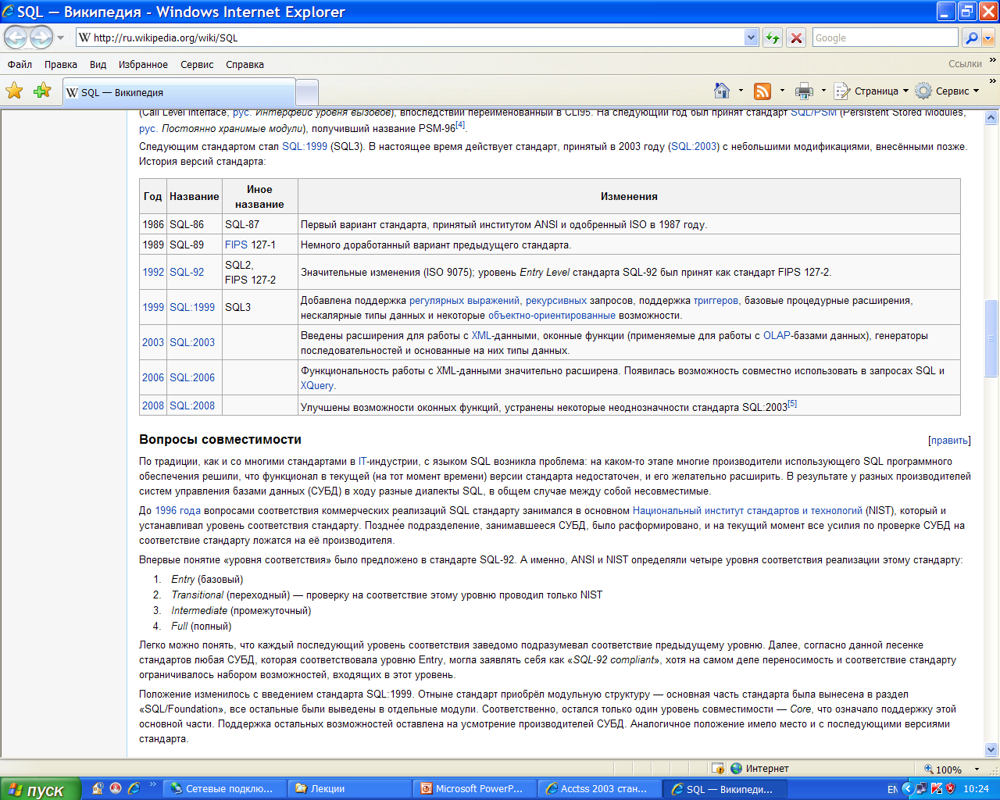 SQL — Википедия - Windows Internet Explorer
http://ru.wikipedia.org/wiki/SQL
Google
Файл Правка Вид Избранное Сервис Справка
Ссылки »
SQL — Википедия
Страница
Сервис
»
(Call Level Interface, рус. Интерфейс уровня вызовов), впоследствии переименованный в CLI95. На следующий год был принят стандарт SQL/PSM (Persistent Stored Modules,
рус. Постоянно хранимые модули), получивший название PSM-96[4].
Следующим стандартом стал SQL:1999 (SQL3). В настоящее время действует стандарт, принятый в 2003 году (SQL:2003) с небольшими модификациями, внесёнными позже.
История версий стандарта:
Год Название Иное название Изменения
1986 SQL-86 SQL-87 Первый вариант стандарта, принятый институтом ANSI и одобренный ISO в 1987 году.
1989 SQL-89 FIPS 127-1 Немного доработанный вариант предыдущего стандарта.
1992 SQL-92 SQL2, FIPS 127-2 Значительные изменения (ISO 9075); уровень Entry Level стандарта SQL-92 был принят как стандарт FIPS 127-2.
1999 SQL:1999 SQL3 Добавлена поддержка регулярных выражений, рекурсивных запросов, поддержка триггеров, базовые процедурные расширения,
нескалярные типы данных и некоторые объектно-ориентированные возможности.
2003 SQL:2003 Введены расширения для работы с XML-данными, оконные функции (применяемые для работы с OLAP-базами данных), генераторы
последовательностей и основанные на них типы данных.
2006 SQL:2006 Функциональность работы с XML-данными значительно расширена. Появилась возможность совместно использовать в запросах SQL и
XQuery.
2008 SQL:2008 Улучшены возможности оконных функций, устранены некоторые неоднозначности стандарта SQL:2003[5]
Вопросы совместимости
[править]
По традиции, как и со многими стандартами в IT-индустрии, с языком SQL возникла проблема: на каком-то этапе многие производители использующего SQL программного
обеспечения решили, что функционал в текущей (на тот момент времени) версии стандарта недостаточен, и его желательно расширить. В результате у разных производителей
систем управления базами данных (СУБД) в ходу разные диалекты SQL, в общем случае между собой несовместимые.
До 1996 года вопросами соответствия коммерческих реализаций SQL стандарту занимался в основном Национальный институт стандартов и технологий (NIST), который и
устанавливал уровень соответствия стандарту. Поздне́е подразделение, занимавшееся СУБД, было расформировано, и на текущий момент все усилия по проверке СУБД на
соответствие стандарту ложатся на её производителя.
Впервые понятие «уровня соответствия» было предложено в стандарте SQL-92. А именно, ANSI и NIST определяли четыре уровня соответствия реализации этому стандарту:
1. Entry (базовый)
2. Transitional (переходный) — проверку на соответствие этому уровню проводил только NIST
3. Intermediate (промежуточный)
4. Full (полный)
Легко можно понять, что каждый последующий уровень соответствия заведомо подразумевал соответствие предыдущему уровню. Далее, согласно данной лесенке
стандартов любая СУБД, которая соответствовала уровню Entry, могла заявлять себя как «SQL-92 compliant», хотя на самом деле переносимость и соответствие стандарту
ограничивалось набором возможностей, входящих в этот уровень.
Положение изменилось с введением стандарта SQL:1999. Отныне стандарт приобрёл модульную структуру — основная часть стандарта была вынесена в раздел
«SQL/Foundation», все остальные были выведены в отдельные модули. Соответственно, остался только один уровень совместимости — Core, что означало поддержку этой
основной части. Поддержка остальных возможностей оставлена на усмотрение производителей СУБД. Аналогичное положение имело место и с последующими версиями
стандарта.
Интернет
100%
пуск
»
Сетевые подклю...
Лекции
Microsoft PowerP...
Acctss 2003 стан...
SQL — Википеди...
EN
10:24